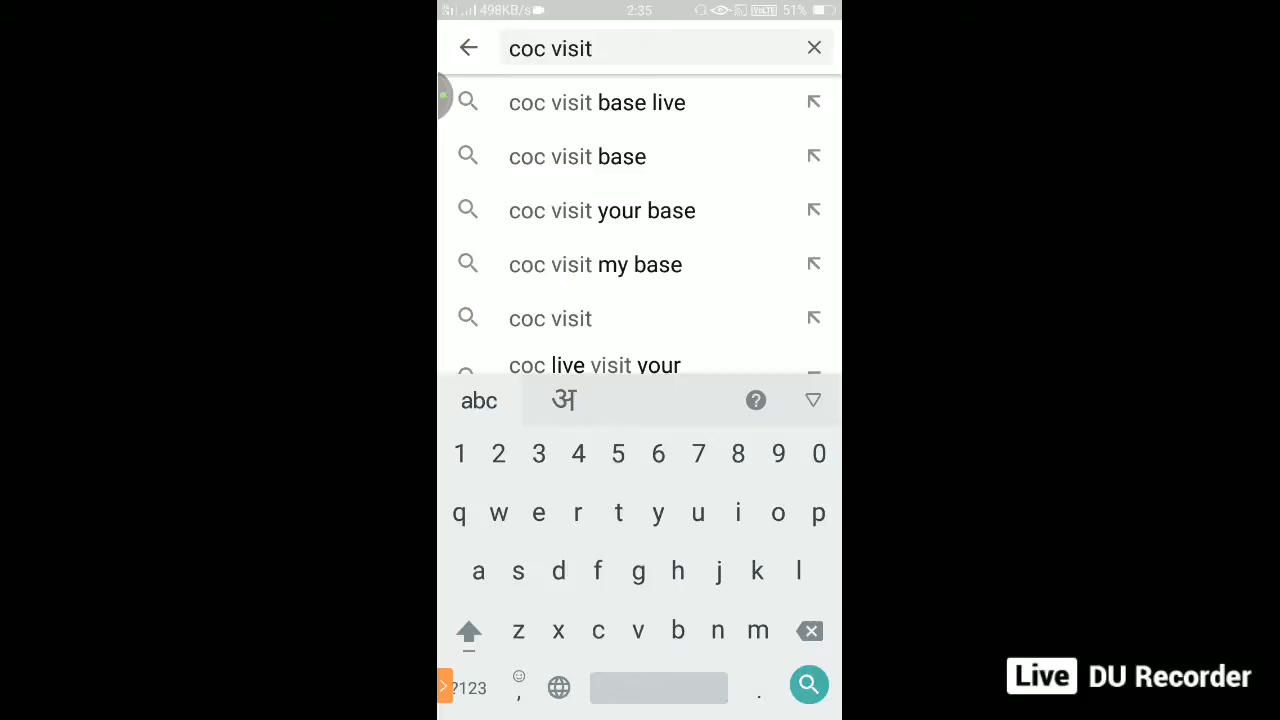 498KB/s 2:35 VoLTE 51%
coc visit
coc visit base live
coc visit base
coc visit your base
coc visit my base
coc visit
coc live visit your
abc अ ?
1 2 3 4 5 6 7 8 9 0
q w e r t y u i o p
a s d f g h j k l
z x c v b n m
?123 , .
Live DU Recorder